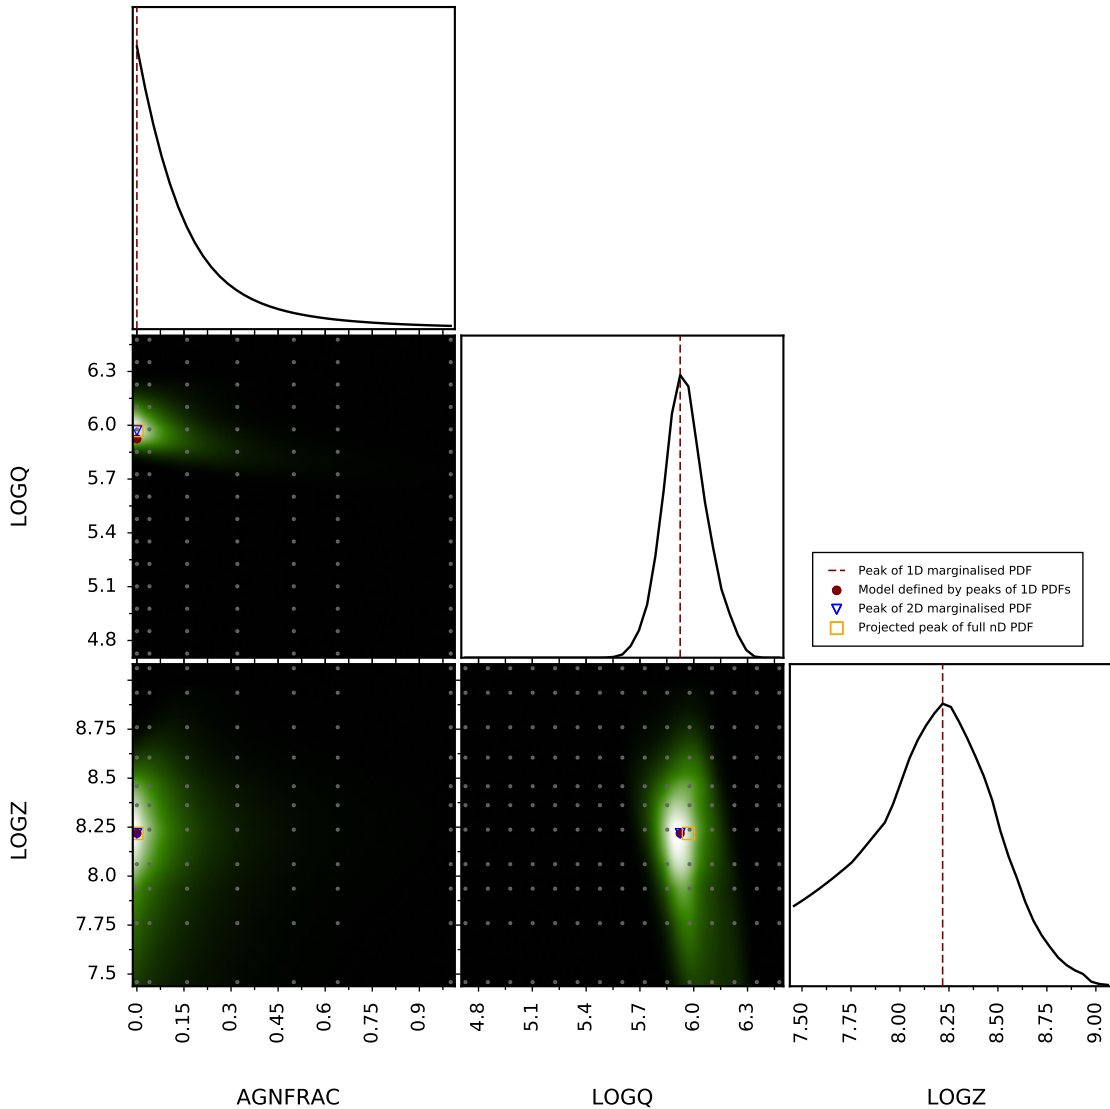 6.3
6.0
5.7
5.4
5.1
4.8
LOGQ
Peak of 1D marginalised PDF
Model defined by peaks of 1D PDFs
Peak of 2D marginalised PDF
Projected peak of full nD PDF
8.75
8.5
8.25
8.0
7.75
7.5
LOGZ
0.0 0.15 0.3 0.45 0.6 0.75 0.9
4.8 5.1 5.4 5.7 6.0 6.3
7.50 7.75 8.00 8.25 8.50 8.75 9.00
AGNFRAC LOGQ LOGZ